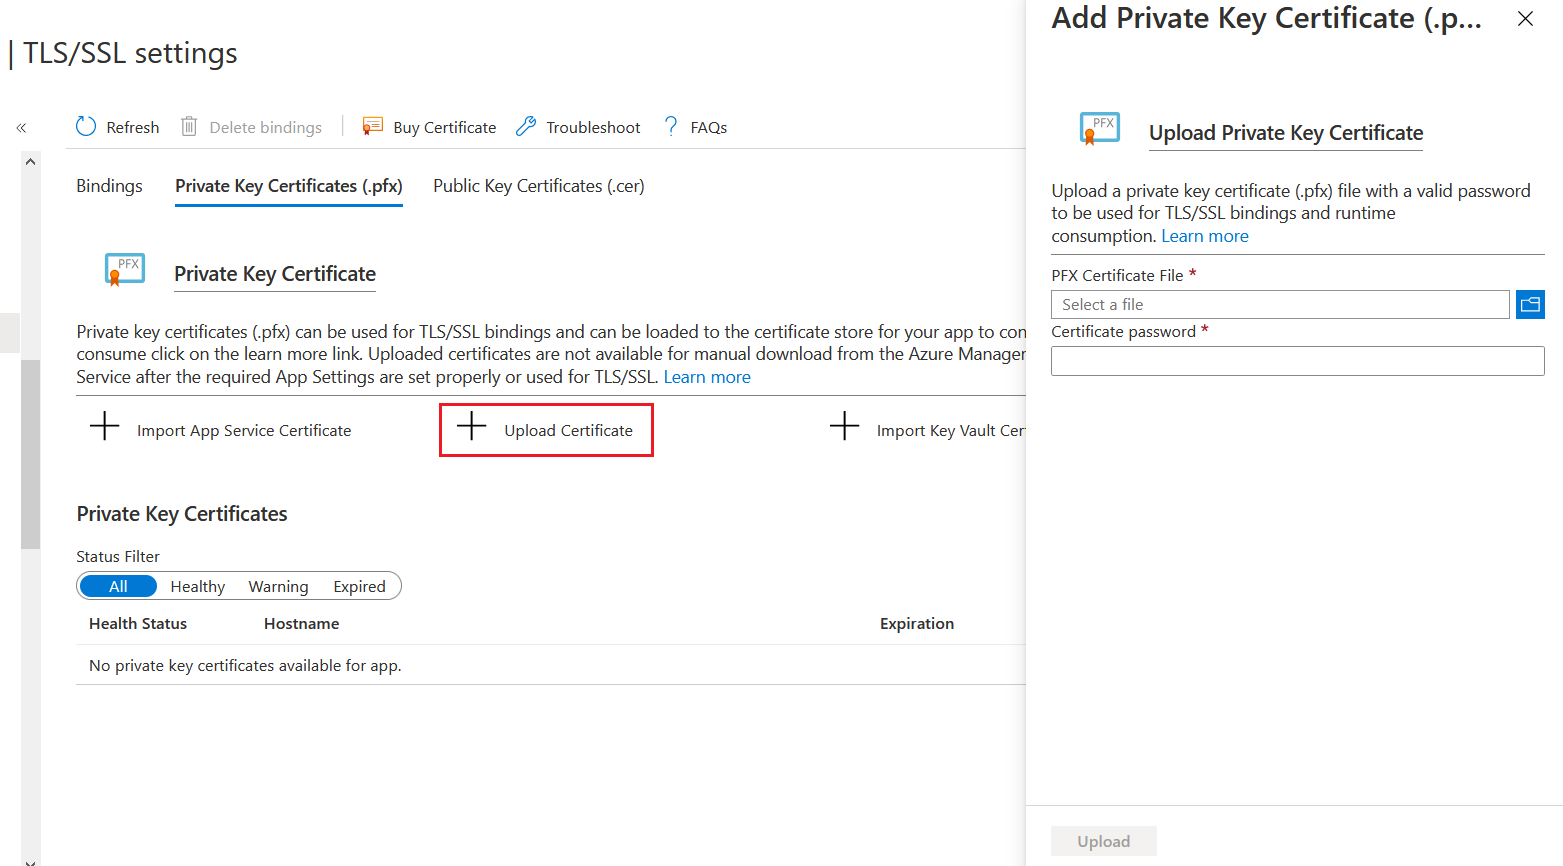 | TLS/SSL settings
«
Refresh
Delete bindings
Buy Certificate
Troubleshoot
? FAQs
Bindings
Private Key Certificates (.pfx)
Public Key Certificates (.cer)
PFX
Private Key Certificate
Private key certificates (.pfx) can be used for TLS/SSL bindings and can be loaded to the certificate store for your app to con
consume click on the learn more link. Uploaded certificates are not available for manual download from the Azure Manager
Service after the required App Settings are set properly or used for TLS/SSL. Learn more
Import App Service Certificate
Upload Certificate
Import Key Vault Cer
Private Key Certificates
Status Filter
All Healthy Warning Expired
Health Status Hostname Expiration
No private key certificates available for app.
Add Private Key Certificate (.p...
PFX
Upload Private Key Certificate
Upload a private key certificate (.pfx) file with a valid password
to be used for TLS/SSL bindings and runtime
consumption. Learn more
PFX Certificate File *
Select a file
Certificate password *
Upload